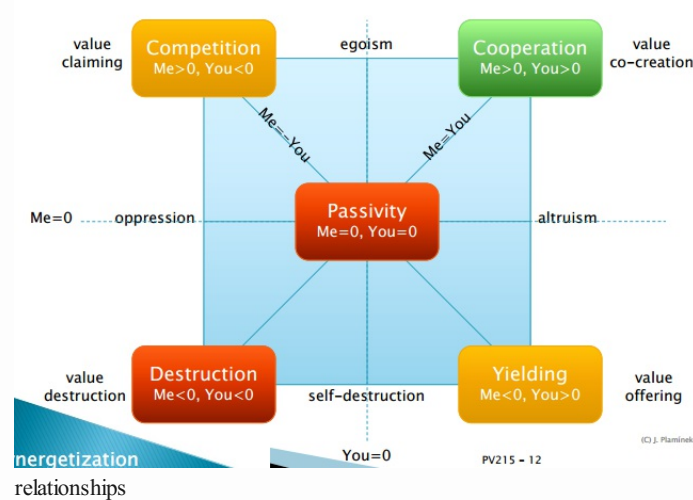 value
claiming
Competition
Me>0, You<0
egoism
Cooperation
Me>0, You>0
value
co-creation
Me=-You
Me=You
Me=0
oppression
Passivity
Me=0, You=0
altruism
value
destruction
Destruction
Me<0, You<0
self-destruction
Yielding
Me<0, You>0
value
offering
(C) J. Plamínek
nergetization
You=0
PV215 - 12
relationships